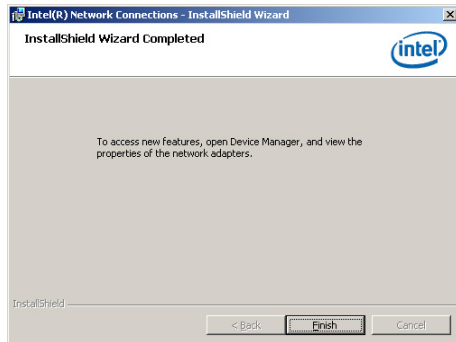 Intel(R) Network Connections - InstallShield Wizard
InstallShield Wizard Completed
intel
To access new features, open Device Manager, and view the
properties of the network adapters.
InstallShield
< Back
Finish
Cancel